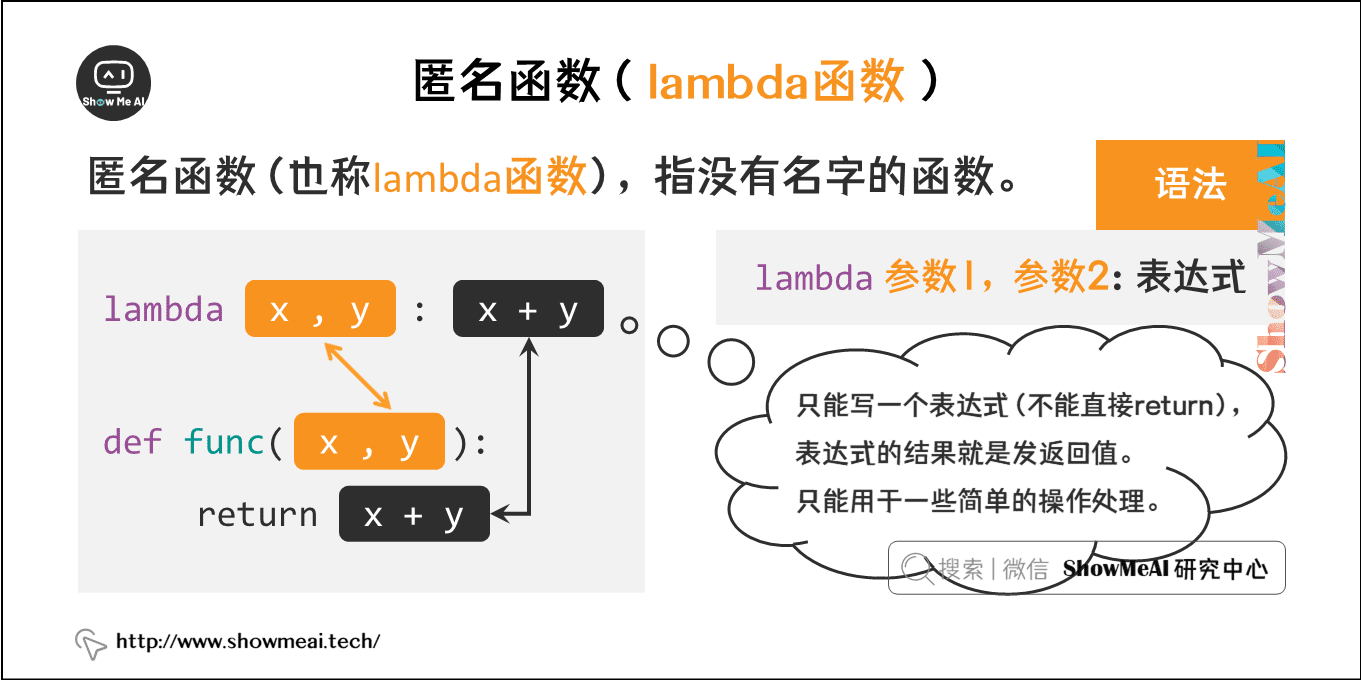 Show Me AI
匿名函数(lambda函数)
匿名函数(也称lambda函数),指没有名字的函数。
语法
ShowMeAI
lambda 参数1,参数2: 表达式
lambda x , y : x + y
def func( x , y ):
return x + y
只能写一个表达式(不能直接return),
表达式的结果就是发返回值。
只能用于一些简单的操作处理。
搜索 | 微信 ShowMeAI 研究中心
http://www.showmeai.tech/